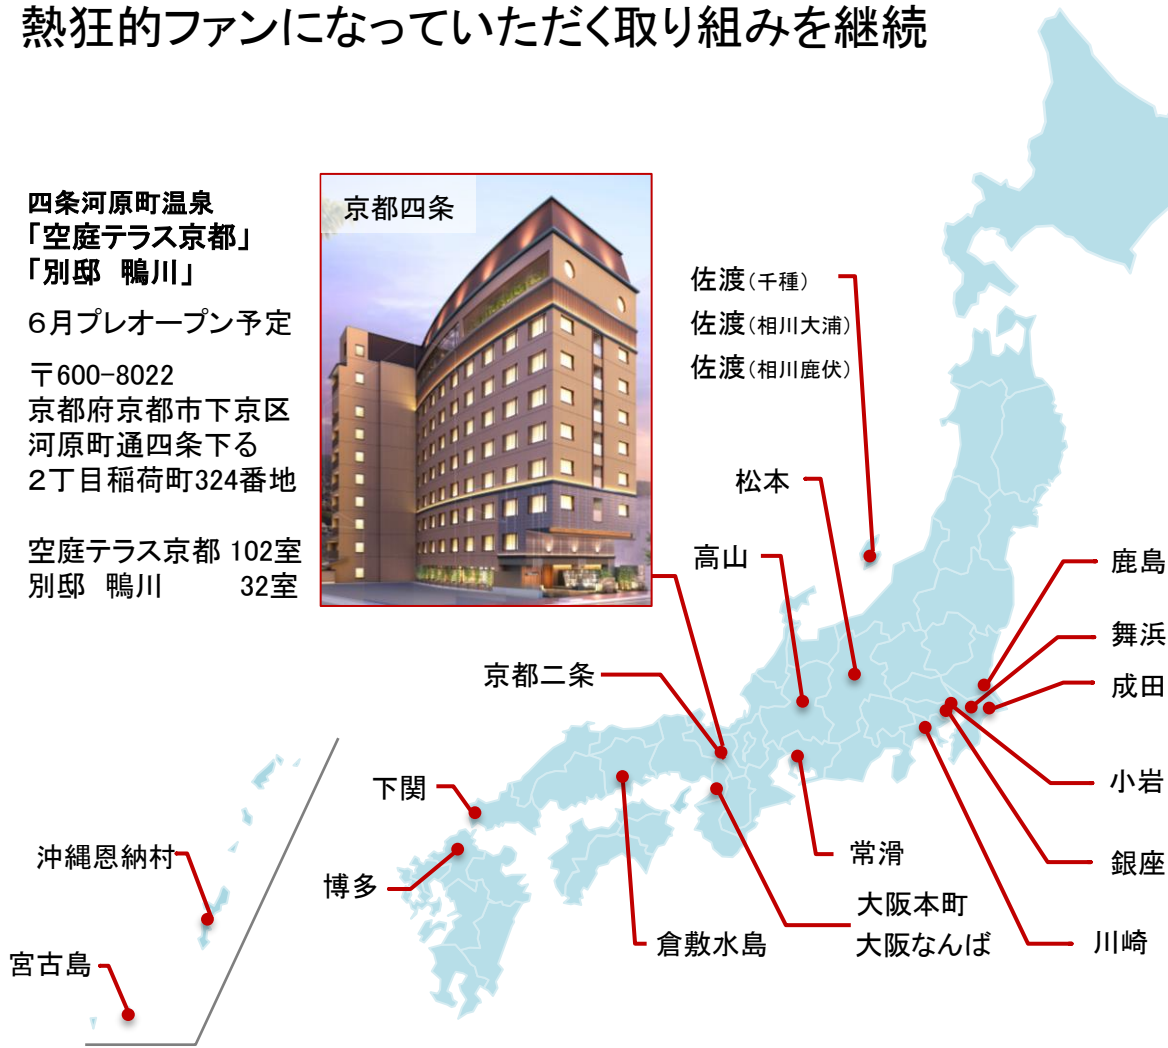 熱狂的ファンになっていただく取り組みを継続
四条河原町温泉
「空庭テラス京都」
「別邸 鴨川」
6月プレオープン予定
〒600-8022
京都府京都市下京区
河原町通四条下る
2丁目稲荷町324番地
空庭テラス京都 102室
別邸 鴨川 32室
京都四条
佐渡(千種)
佐渡(相川大浦)
佐渡(相川鹿伏)
松本
高山
京都二条
鹿島
舞浜
成田
小岩
銀座
川崎
常滑
大阪本町
大阪なんば
倉敷水島
下関
博多
沖縄恩納村
宮古島